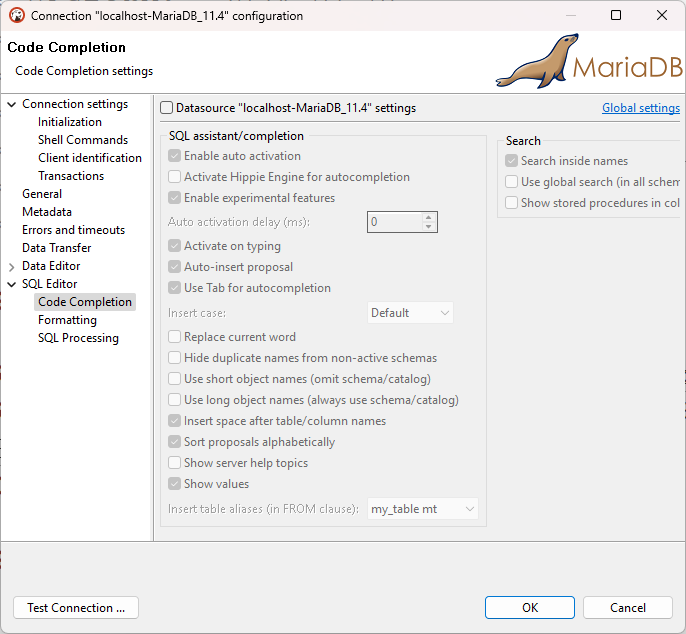 Connection "localhost-MariaDB_11.4" configuration
Code Completion
Code Completion settings
MariaDB
Connection settings
Initialization
Shell Commands
Client identification
Transactions
General
Metadata
Errors and timeouts
Data Transfer
Data Editor
SQL Editor
Code Completion
Formatting
SQL Processing
Datasource "localhost-MariaDB_11.4" settings
Global settings
SQL assistant/completion
Enable auto activation
Activate Hippie Engine for autocompletion
Enable experimental features
Auto activation delay (ms): 0
Activate on typing
Auto-insert proposal
Use Tab for autocompletion
Insert case: Default
Replace current word
Hide duplicate names from non-active schemas
Use short object names (omit schema/catalog)
Use long object names (always use schema/catalog)
Insert space after table/column names
Sort proposals alphabetically
Show server help topics
Show values
Insert table aliases (in FROM clause): my_table mt
Search
Search inside names
Use global search (in all schem
Show stored procedures in col
Test Connection ...
OK
Cancel